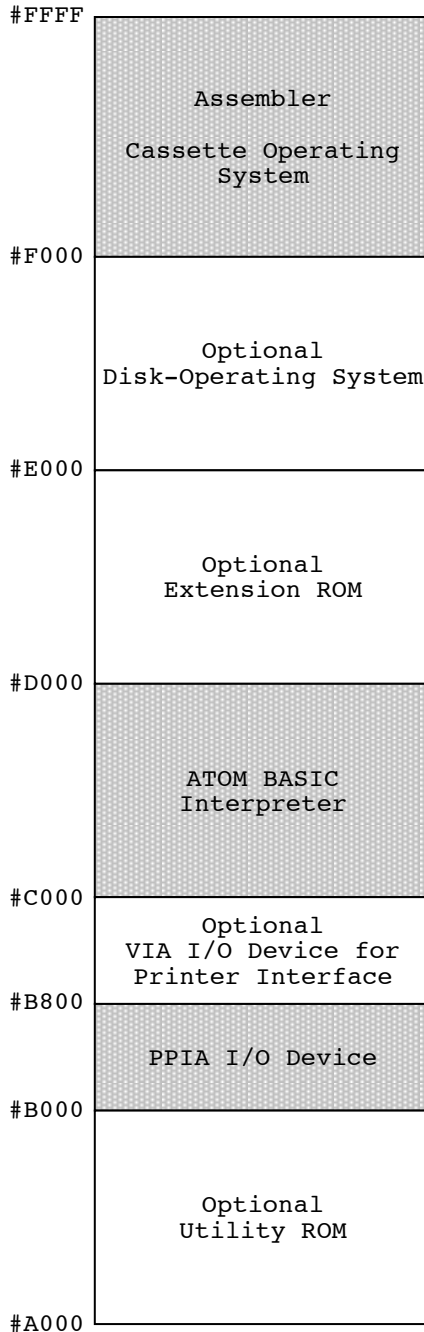 #FFFF
Assembler
Cassette Operating
System
#F000
Optional
Disk-Operating System
#E000
Optional
Extension ROM
#D000
ATOM BASIC
Interpreter
#C000
Optional
VIA I/O Device for
Printer Interface
#B800
PPIA I/O Device
#B000
Optional
Utility ROM
#A000